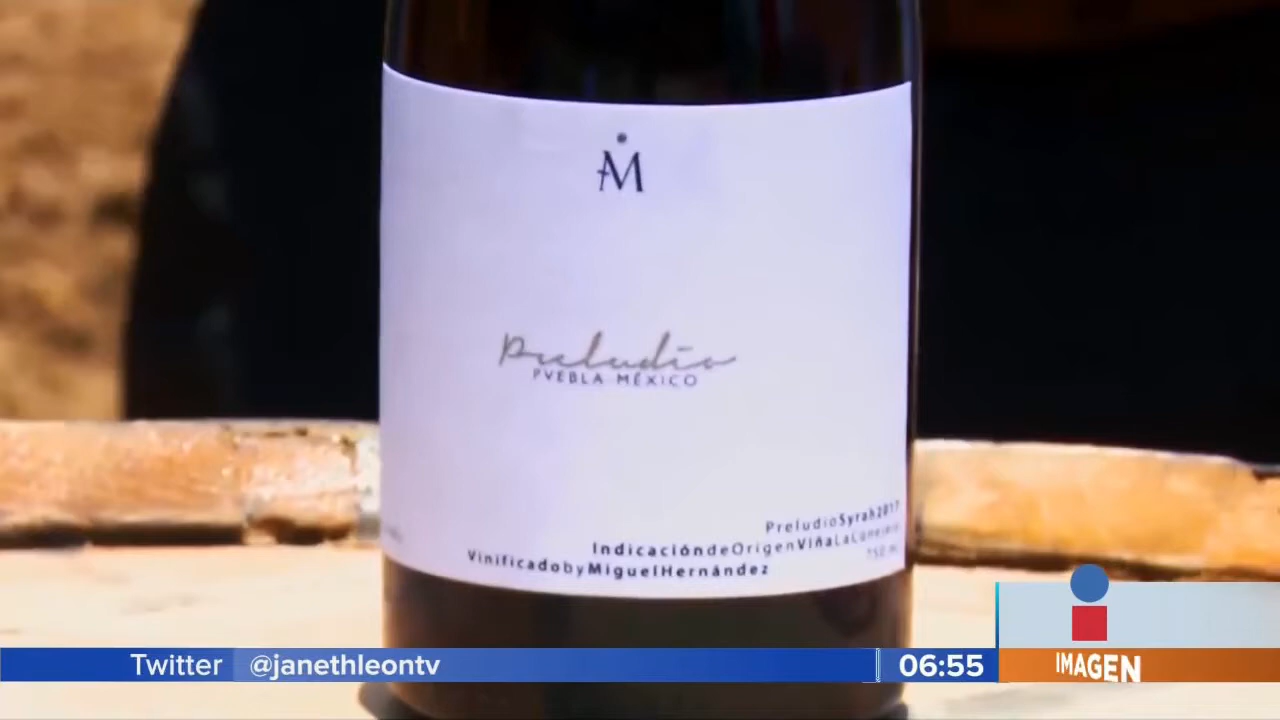 M
Preludio
PVEBLA MÉXICO
PreludioSyrah2017
IndicacióndeOrigenViñaLa
VinificadobyMiguelHernández
750 mL
Twitter @janethleontv
06:55
IMAGEN